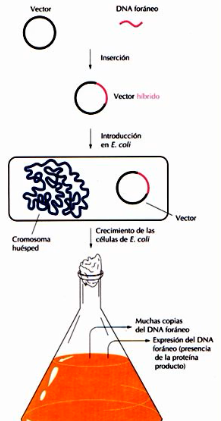 Vector
DNA foráneo
Inserción
Vector híbrido
Introducción
en E. coli
Vector
Cromosoma
huésped
Crecimiento de las
células de E. coli
Muchas copias
del DNA foráneo
Expresión del DNA
foráneo (presencia
de la proteína
producto)